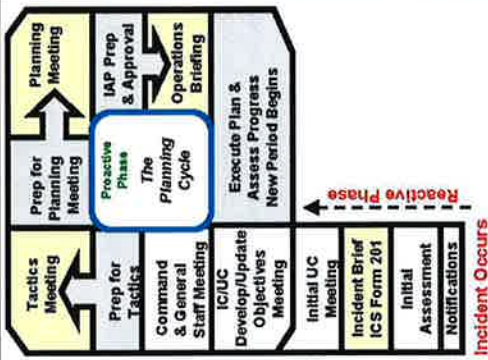 Tactics
Meeting
Prep for
Planning
Meeting
Planning
Meeting
Prep for
Tactics
Proactive
Phase
The
Planning
Cycle
IAP Prep
& Approval
Command
& General
Staff Meeting
Operations
Briefing
IC/UC
Develop/Update
Objectives
Meeting
Execute Plan &
Assess Progress
New Period Begins
Initial UC
Meeting
Incident Brief
ICS Form 201
Initial
Assessment
Notifications
Reactive Phase
Incident Occurs